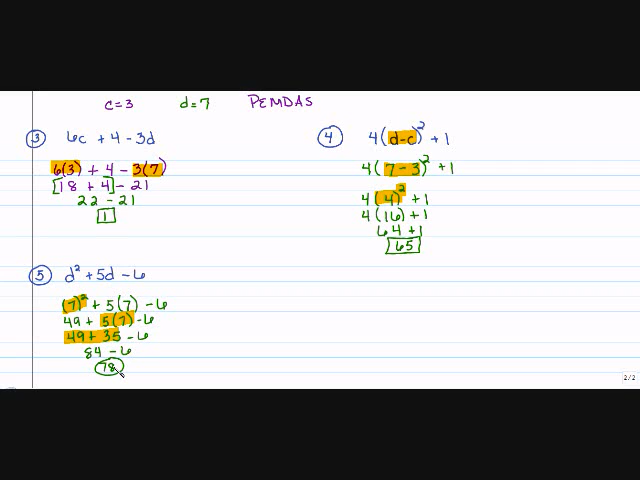 c=3 d=7 PEMDAS
③ 6c + 4 - 3d
6(3) + 4 - 3(7)
18 + 4 - 21
22 - 21
1
④ 4(d-c)² + 1
4(7-3)² + 1
4(4)² + 1
4(16) + 1
64 + 1
65
⑤ d² + 5d - 6
(7)² + 5(7) - 6
49 + 5(7) - 6
49 + 35 - 6
84 - 6
78
2/2